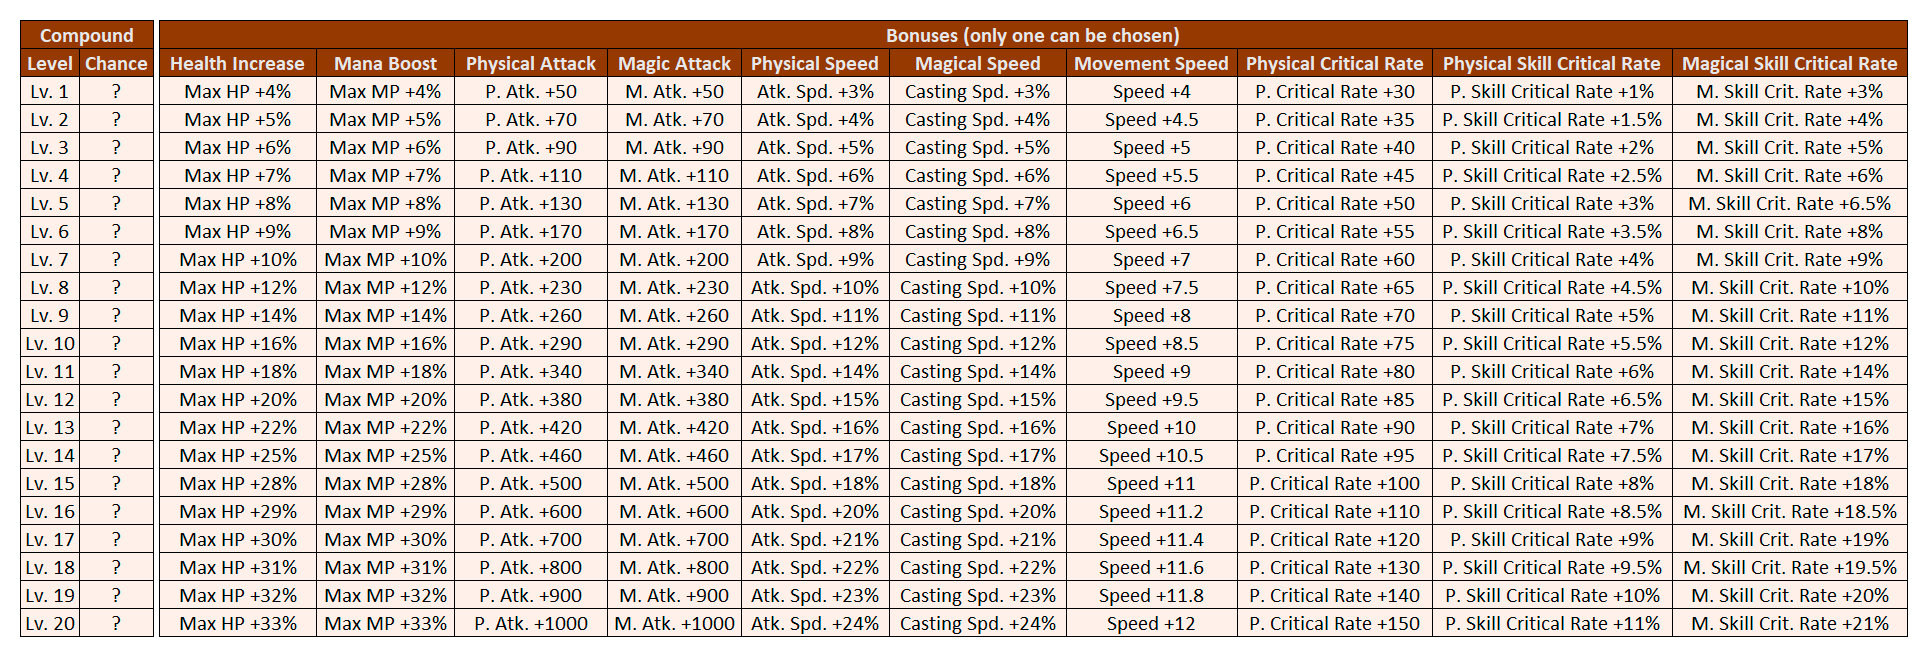 Compound Bonuses (only one can be chosen)
Level Chance Health Increase Mana Boost Physical Attack Magic Attack Physical Speed Magical Speed Movement Speed Physical Critical Rate Physical Skill Critical Rate Magical Skill Critical Rate
Lv. 1 ? Max HP +4% Max MP +4% P. Atk. +50 M. Atk. +50 Atk. Spd. +3% Casting Spd. +3% Speed +4 P. Critical Rate +30 P. Skill Critical Rate +1% M. Skill Crit. Rate +3%
Lv. 2 ? Max HP +5% Max MP +5% P. Atk. +70 M. Atk. +70 Atk. Spd. +4% Casting Spd. +4% Speed +4.5 P. Critical Rate +35 P. Skill Critical Rate +1.5% M. Skill Crit. Rate +4%
Lv. 3 ? Max HP +6% Max MP +6% P. Atk. +90 M. Atk. +90 Atk. Spd. +5% Casting Spd. +5% Speed +5 P. Critical Rate +40 P. Skill Critical Rate +2% M. Skill Crit. Rate +5%
Lv. 4 ? Max HP +7% Max MP +7% P. Atk. +110 M. Atk. +110 Atk. Spd. +6% Casting Spd. +6% Speed +5.5 P. Critical Rate +45 P. Skill Critical Rate +2.5% M. Skill Crit. Rate +6%
Lv. 5 ? Max HP +8% Max MP +8% P. Atk. +130 M. Atk. +130 Atk. Spd. +7% Casting Spd. +7% Speed +6 P. Critical Rate +50 P. Skill Critical Rate +3% M. Skill Crit. Rate +6.5%
Lv. 6 ? Max HP +9% Max MP +9% P. Atk. +170 M. Atk. +170 Atk. Spd. +8% Casting Spd. +8% Speed +6.5 P. Critical Rate +55 P. Skill Critical Rate +3.5% M. Skill Crit. Rate +8%
Lv. 7 ? Max HP +10% Max MP +10% P. Atk. +200 M. Atk. +200 Atk. Spd. +9% Casting Spd. +9% Speed +7 P. Critical Rate +60 P. Skill Critical Rate +4% M. Skill Crit. Rate +9%
Lv. 8 ? Max HP +12% Max MP +12% P. Atk. +230 M. Atk. +230 Atk. Spd. +10% Casting Spd. +10% Speed +7.5 P. Critical Rate +65 P. Skill Critical Rate +4.5% M. Skill Crit. Rate +10%
Lv. 9 ? Max HP +14% Max MP +14% P. Atk. +260 M. Atk. +260 Atk. Spd. +11% Casting Spd. +11% Speed +8 P. Critical Rate +70 P. Skill Critical Rate +5% M. Skill Crit. Rate +11%
Lv. 10 ? Max HP +16% Max MP +16% P. Atk. +290 M. Atk. +290 Atk. Spd. +12% Casting Spd. +12% Speed +8.5 P. Critical Rate +75 P. Skill Critical Rate +5.5% M. Skill Crit. Rate +12%
Lv. 11 ? Max HP +18% Max MP +18% P. Atk. +340 M. Atk. +340 Atk. Spd. +14% Casting Spd. +14% Speed +9 P. Critical Rate +80 P. Skill Critical Rate +6% M. Skill Crit. Rate +14%
Lv. 12 ? Max HP +20% Max MP +20% P. Atk. +380 M. Atk. +380 Atk. Spd. +15% Casting Spd. +15% Speed +9.5 P. Critical Rate +85 P. Skill Critical Rate +6.5% M. Skill Crit. Rate +15%
Lv. 13 ? Max HP +22% Max MP +22% P. Atk. +420 M. Atk. +420 Atk. Spd. +16% Casting Spd. +16% Speed +10 P. Critical Rate +90 P. Skill Critical Rate +7% M. Skill Crit. Rate +16%
Lv. 14 ? Max HP +25% Max MP +25% P. Atk. +460 M. Atk. +460 Atk. Spd. +17% Casting Spd. +17% Speed +10.5 P. Critical Rate +95 P. Skill Critical Rate +7.5% M. Skill Crit. Rate +17%
Lv. 15 ? Max HP +28% Max MP +28% P. Atk. +500 M. Atk. +500 Atk. Spd. +18% Casting Spd. +18% Speed +11 P. Critical Rate +100 P. Skill Critical Rate +8% M. Skill Crit. Rate +18%
Lv. 16 ? Max HP +29% Max MP +29% P. Atk. +600 M. Atk. +600 Atk. Spd. +20% Casting Spd. +20% Speed +11.2 P. Critical Rate +110 P. Skill Critical Rate +8.5% M. Skill Crit. Rate +18.5%
Lv. 17 ? Max HP +30% Max MP +30% P. Atk. +700 M. Atk. +700 Atk. Spd. +21% Casting Spd. +21% Speed +11.4 P. Critical Rate +120 P. Skill Critical Rate +9% M. Skill Crit. Rate +19%
Lv. 18 ? Max HP +31% Max MP +31% P. Atk. +800 M. Atk. +800 Atk. Spd. +22% Casting Spd. +22% Speed +11.6 P. Critical Rate +130 P. Skill Critical Rate +9.5% M. Skill Crit. Rate +19.5%
Lv. 19 ? Max HP +32% Max MP +32% P. Atk. +900 M. Atk. +900 Atk. Spd. +23% Casting Spd. +23% Speed +11.8 P. Critical Rate +140 P. Skill Critical Rate +10% M. Skill Crit. Rate +20%
Lv. 20 ? Max HP +33% Max MP +33% P. Atk. +1000 M. Atk. +1000 Atk. Spd. +24% Casting Spd. +24% Speed +12 P. Critical Rate +150 P. Skill Critical Rate +11% M. Skill Crit. Rate +21%